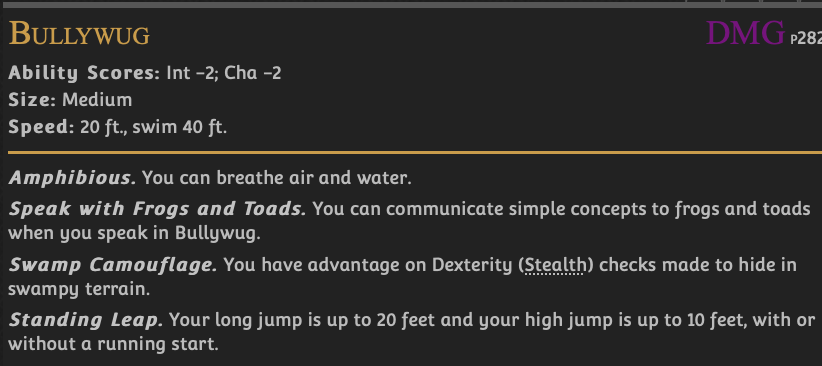 Bullywug DMG p282
Ability Scores: Int −2; Cha −2
Size: Medium
Speed: 20 ft., swim 40 ft.
Amphibious. You can breathe air and water.
Speak with Frogs and Toads. You can communicate simple concepts to frogs and toads
when you speak in Bullywug.
Swamp Camouflage. You have advantage on Dexterity (Stealth) checks made to hide in
swampy terrain.
Standing Leap. Your long jump is up to 20 feet and your high jump is up to 10 feet, with or
without a running start.